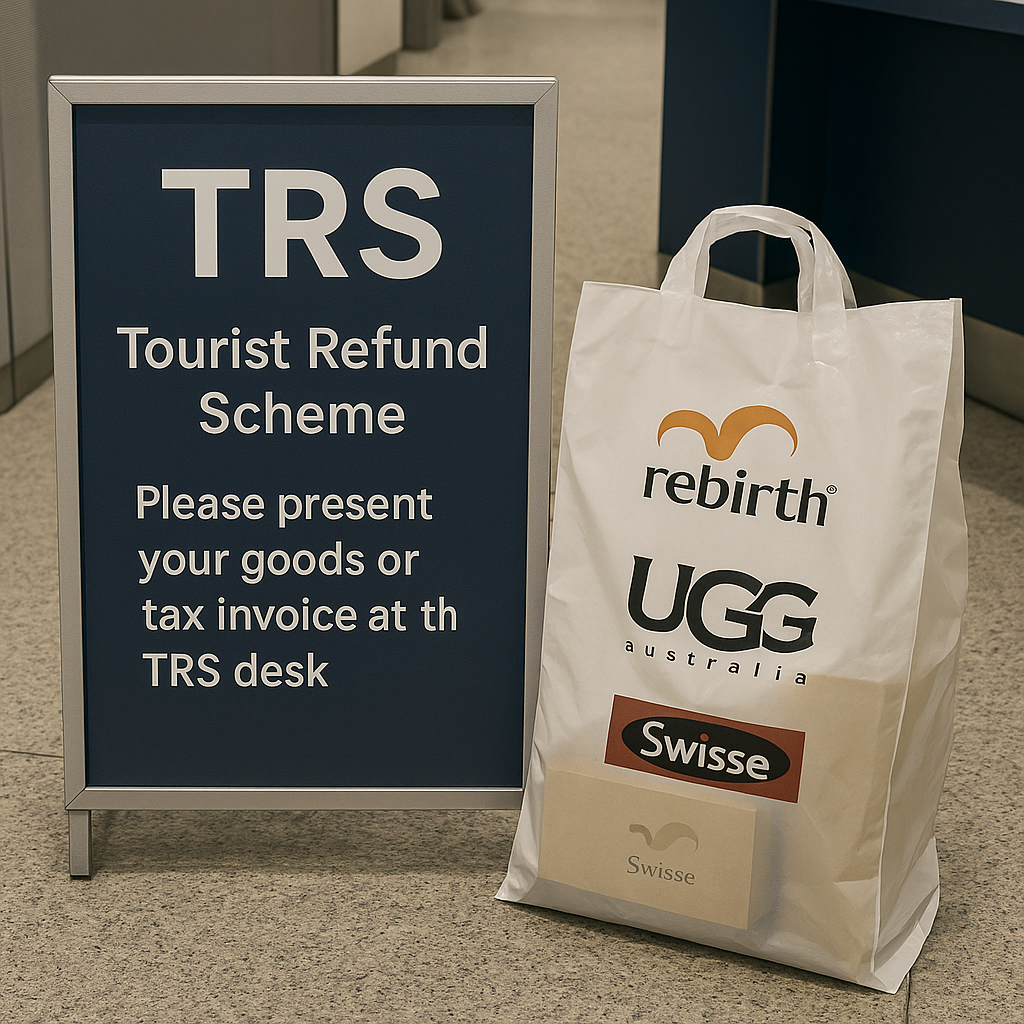 TRS
Tourist Refund
Scheme
Please present
your goods or
tax invoice at th
TRS desk
rebirth®
UGG
australia
Swisse
Swisse